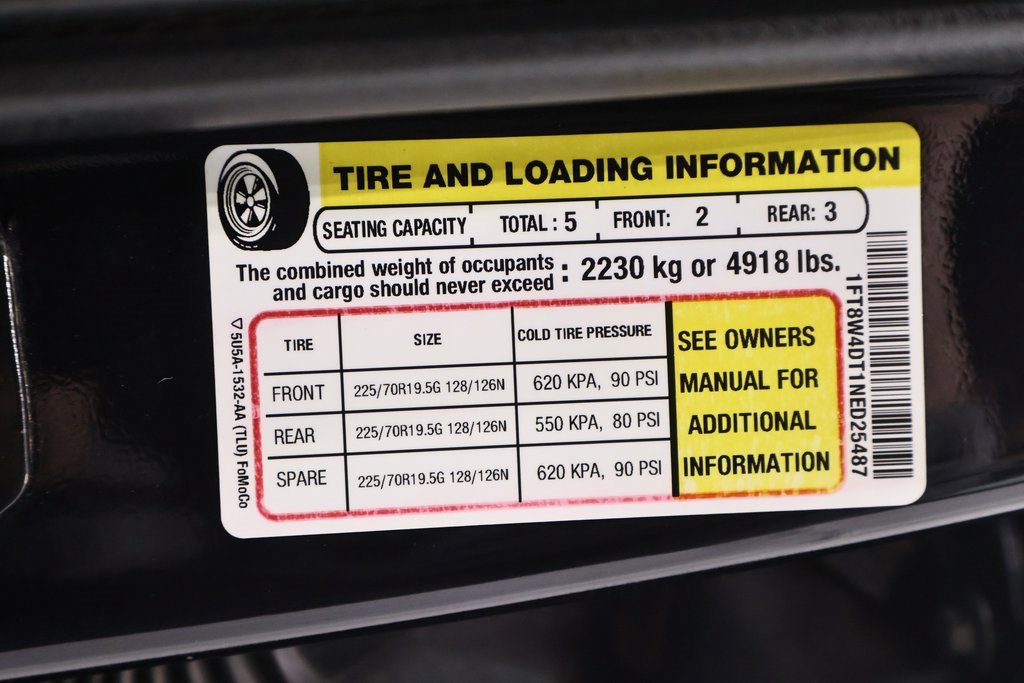 TIRE AND LOADING INFORMATION
SEATING CAPACITY TOTAL : 5 FRONT: 2 REAR: 3
The combined weight of occupants
and cargo should never exceed : 2230 kg or 4918 lbs.
TIRE SIZE COLD TIRE PRESSURE
FRONT 225/70R19.5G 128/126N 620 KPA, 90 PSI
REAR 225/70R19.5G 128/126N 550 KPA, 80 PSI
SPARE 225/70R19.5G 128/126N 620 KPA, 90 PSI
SEE OWNERS
MANUAL FOR
ADDITIONAL
INFORMATION
1FT8W4DT1NED25487
5U5A-1532-AA (TLU) FoMoCo